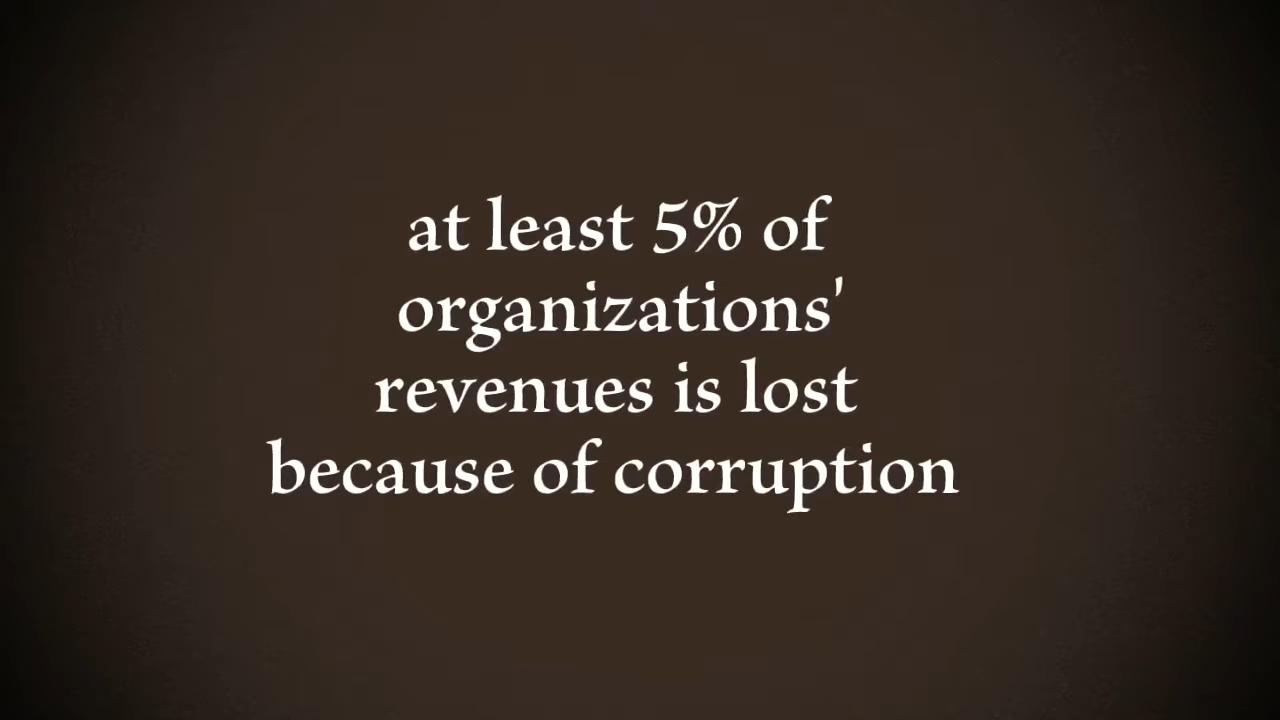 at least 5% of
organizations'
revenues is lost
because of corruption